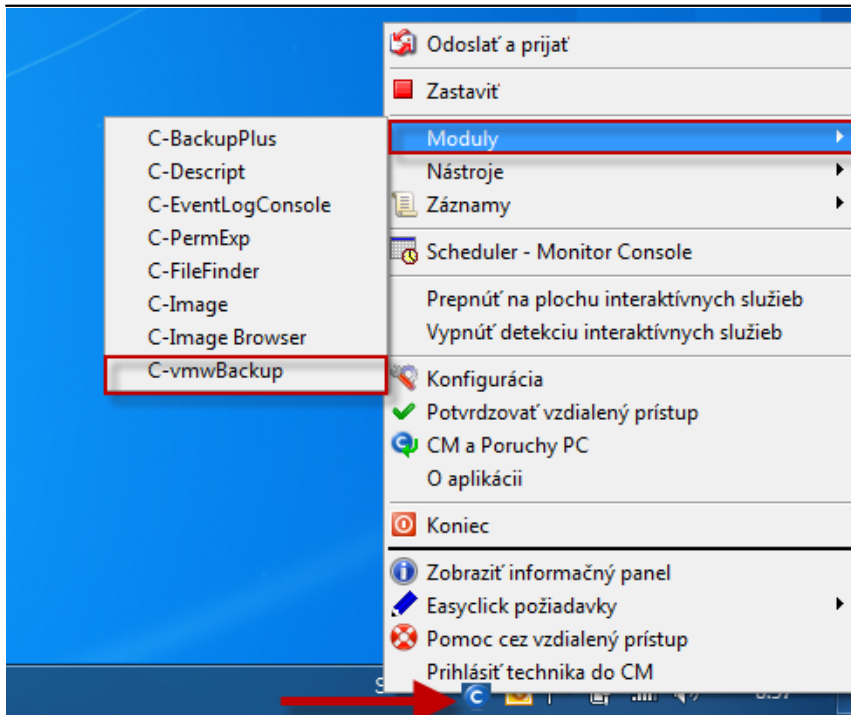 Odoslať a prijať
Zastaviť
Moduly
Nástroje
Záznamy
Scheduler - Monitor Console
Prepnúť na plochu interaktívnych služieb
Vypnúť detekciu interaktívnych služieb
Konfigurácia
Potvrdzovať vzdialený prístup
CM a Poruchy PC
O aplikácii
Koniec
Zobraziť informačný panel
Easyclick požiadavky
Pomoc cez vzdialený prístup
Prihlásiť technika do CM
C-BackupPlus
C-Descript
C-EventLogConsole
C-PermExp
C-FileFinder
C-Image
C-Image Browser
C-vmwBackup